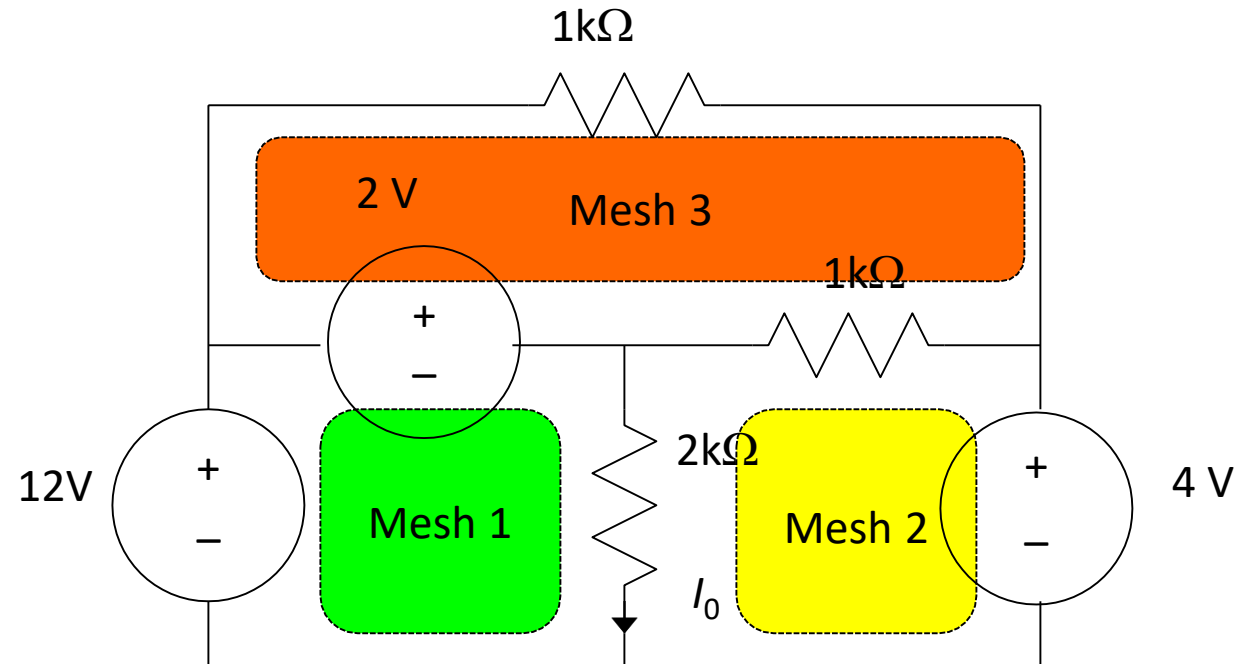 1kΩ
2 V
Mesh 3
1kΩ
+
–
12V
+
–
Mesh 1
2kΩ
I0
Mesh 2
+
–
4 V